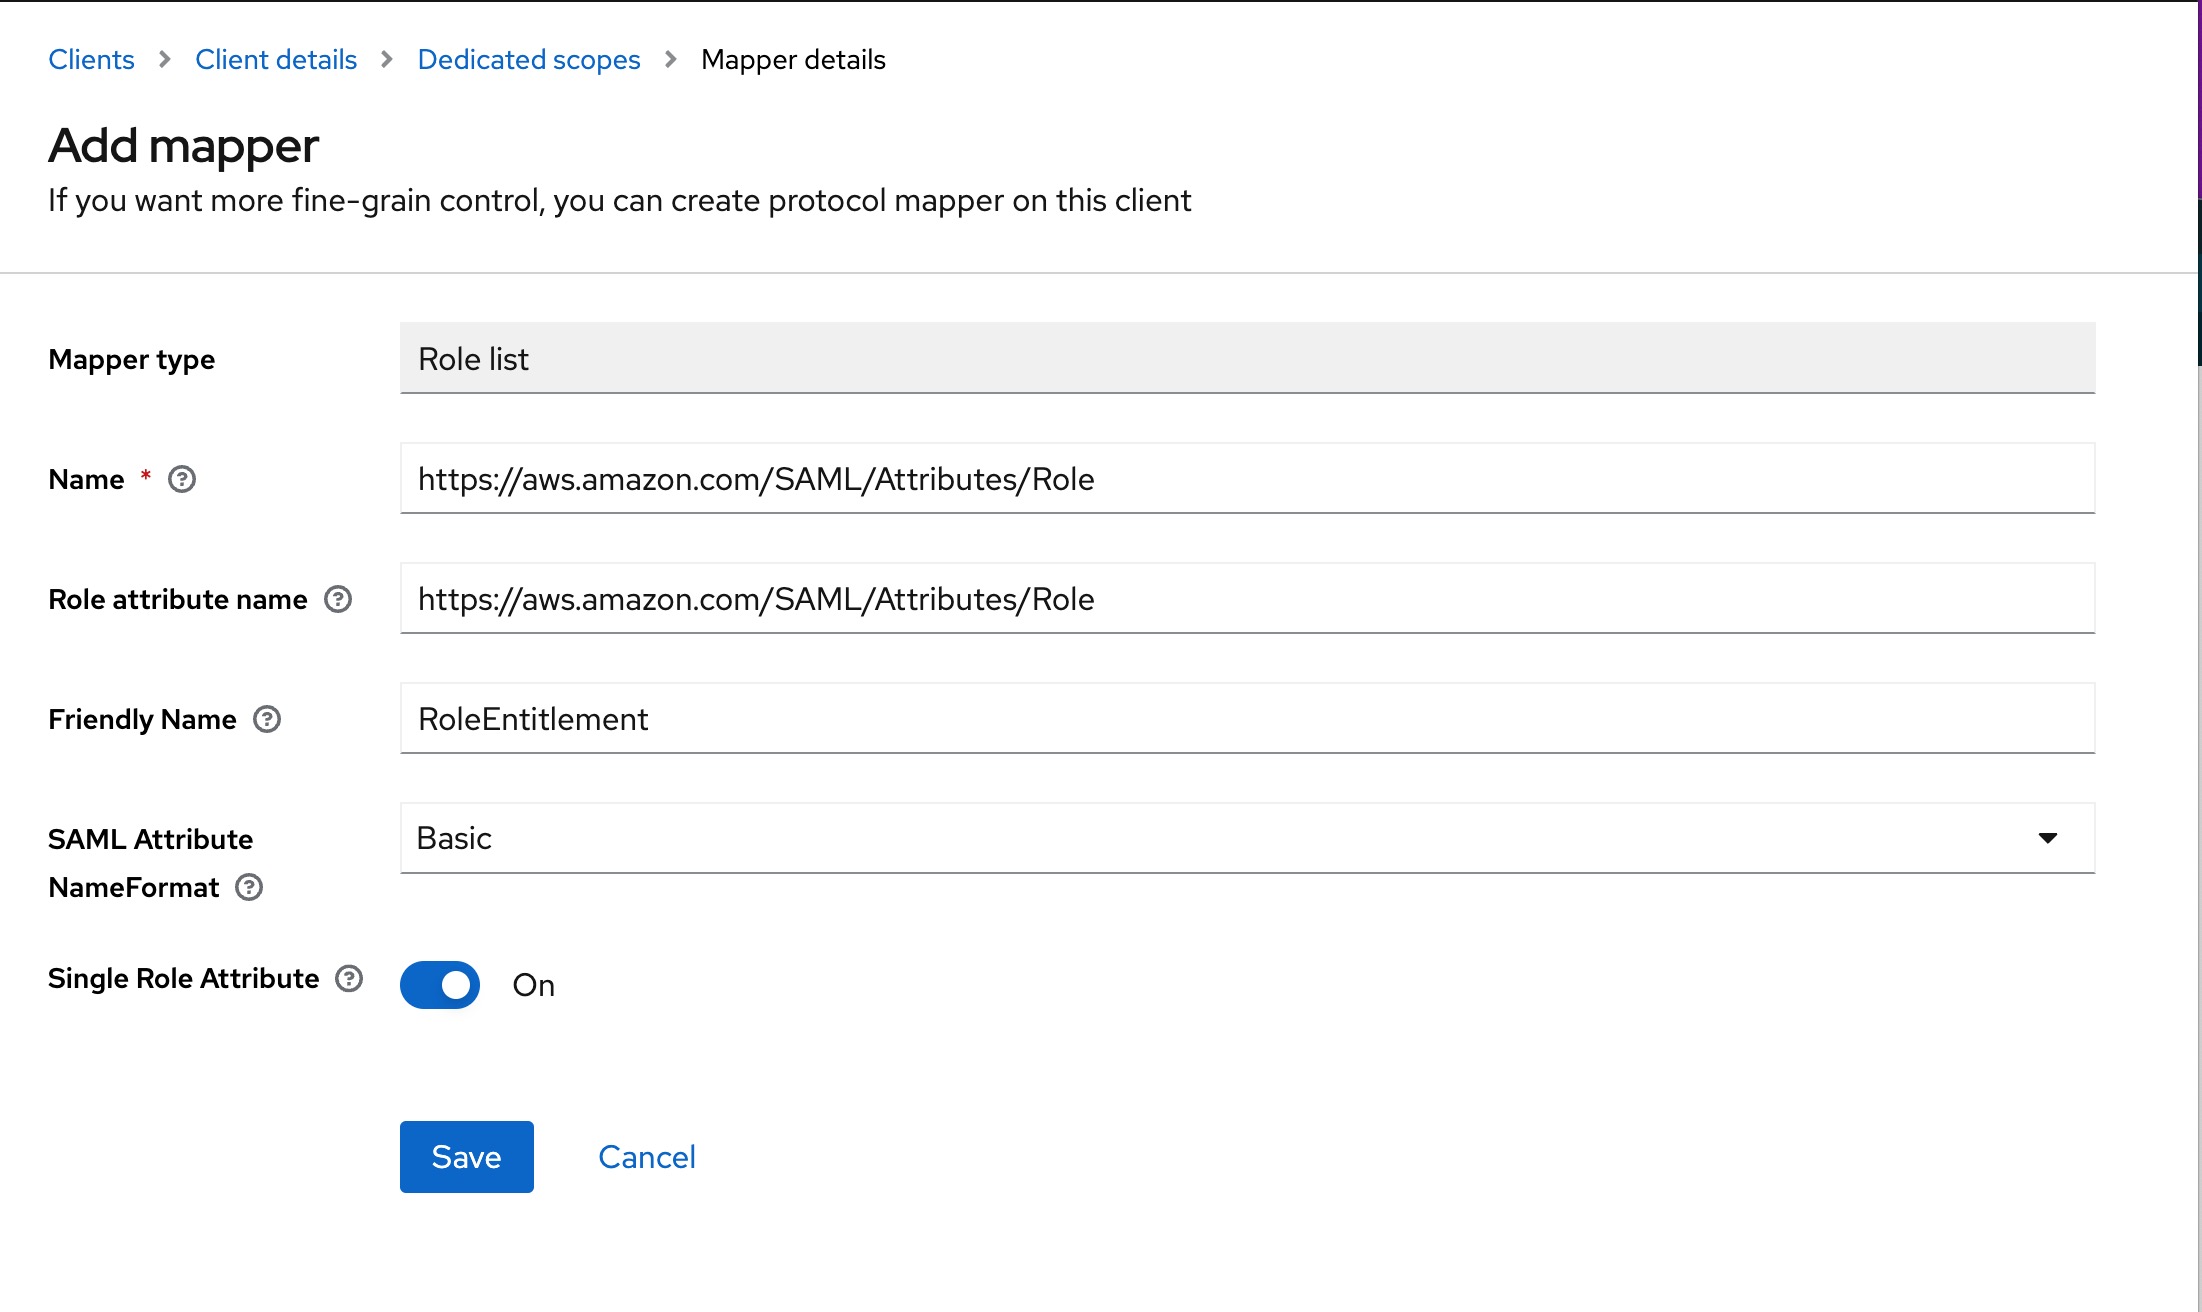 Clients > Client details > Dedicated scopes > Mapper details
Add mapper
If you want more fine-grain control, you can create protocol mapper on this client
Mapper type
Role list
Name *
https://aws.amazon.com/SAML/Attributes/Role
Role attribute name
https://aws.amazon.com/SAML/Attributes/Role
Friendly Name
RoleEntitlement
SAML Attribute
NameFormat
Basic
Single Role Attribute
On
Save
Cancel